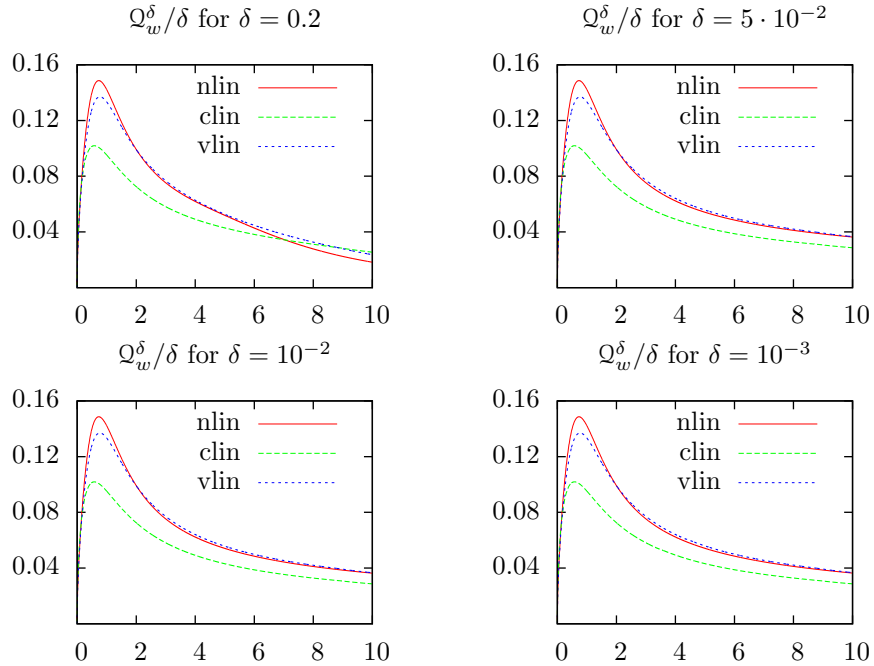 𝒬_w^δ/δ for δ = 0.2
0.16
0.12
0.08
0.04
nlin
clin
vlin
0 2 4 6 8 10
𝒬_w^δ/δ for δ = 5 · 10⁻²
0.16
0.12
0.08
0.04
nlin
clin
vlin
0 2 4 6 8 10
𝒬_w^δ/δ for δ = 10⁻²
0.16
0.12
0.08
0.04
nlin
clin
vlin
0 2 4 6 8 10
𝒬_w^δ/δ for δ = 10⁻³
0.16
0.12
0.08
0.04
nlin
clin
vlin
0 2 4 6 8 10